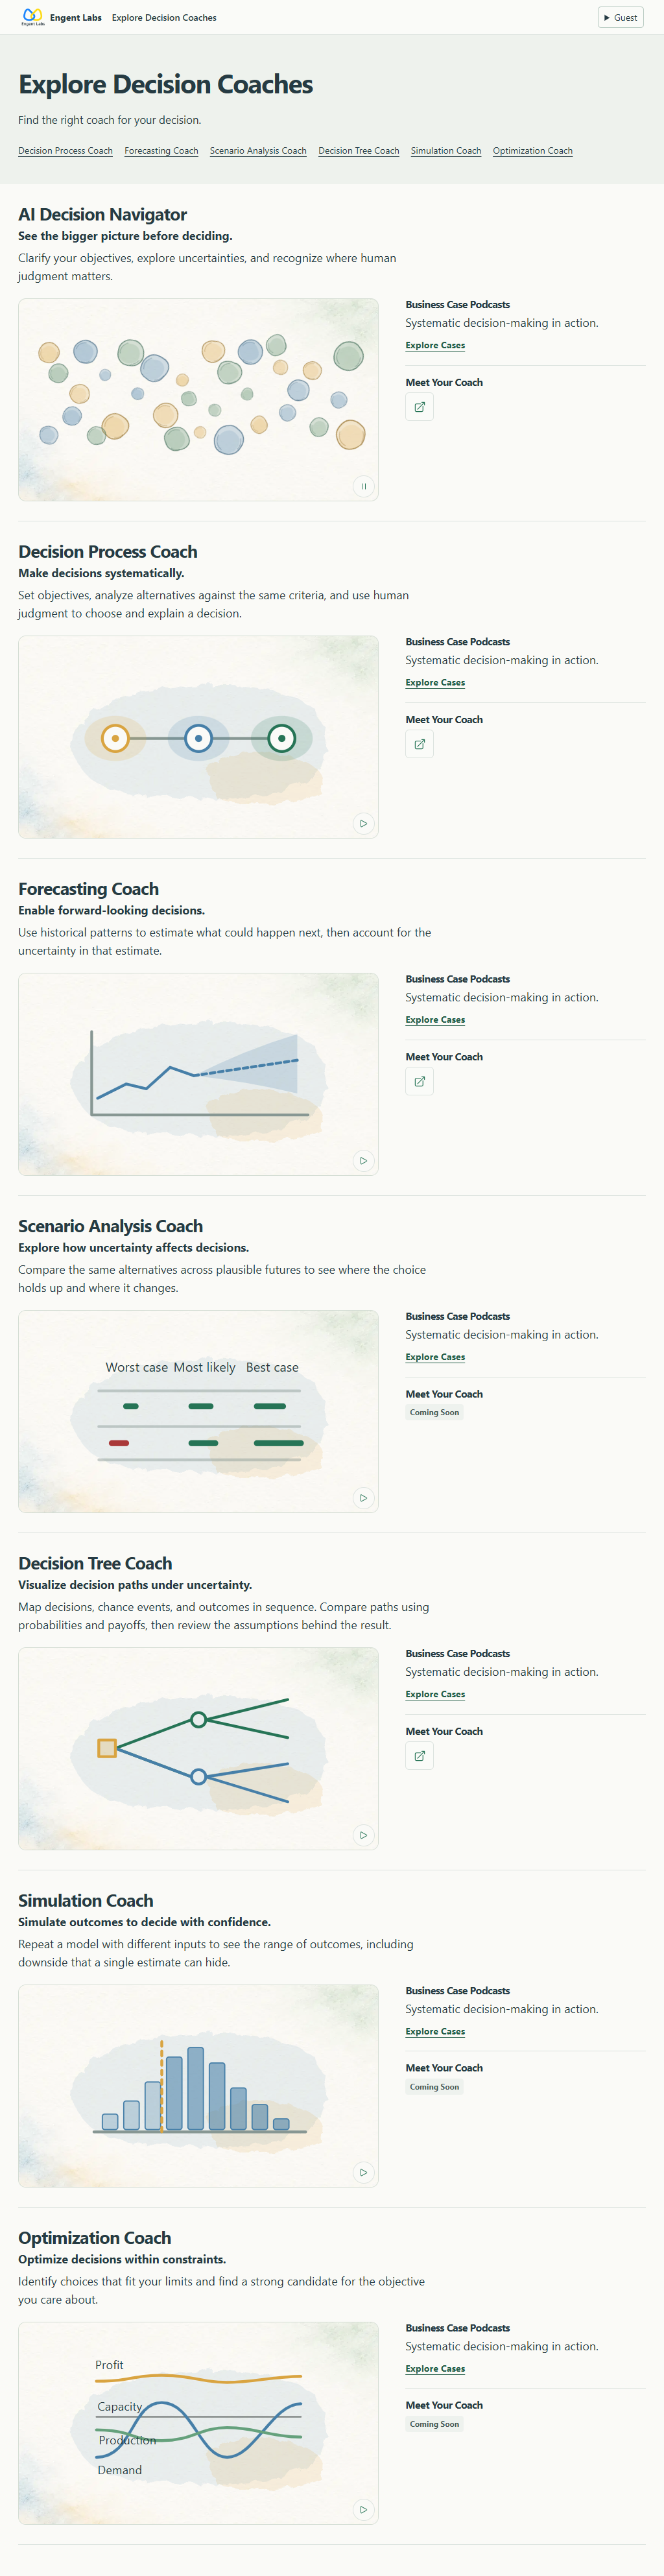 Engent Labs
Engent Labs Explore Decision Coaches
Guest
Explore Decision Coaches
Find the right coach for your decision.
Decision Process Coach Forecasting Coach Scenario Analysis Coach Decision Tree Coach Simulation Coach Optimization Coach
AI Decision Navigator
See the bigger picture before deciding.
Clarify your objectives, explore uncertainties, and recognize where human
judgment matters.
Business Case Podcasts
Systematic decision-making in action.
Explore Cases
Meet Your Coach
Decision Process Coach
Make decisions systematically.
Set objectives, analyze alternatives against the same criteria, and use human
judgment to choose and explain a decision.
Business Case Podcasts
Systematic decision-making in action.
Explore Cases
Meet Your Coach
Forecasting Coach
Enable forward-looking decisions.
Use historical patterns to estimate what could happen next, then account for the
uncertainty in that estimate.
Business Case Podcasts
Systematic decision-making in action.
Explore Cases
Meet Your Coach
Scenario Analysis Coach
Explore how uncertainty affects decisions.
Compare the same alternatives across plausible futures to see where the choice
holds up and where it changes.
Worst case Most likely Best case
Business Case Podcasts
Systematic decision-making in action.
Explore Cases
Meet Your Coach
Coming Soon
Decision Tree Coach
Visualize decision paths under uncertainty.
Map decisions, chance events, and outcomes in sequence. Compare paths using
probabilities and payoffs, then review the assumptions behind the result.
Business Case Podcasts
Systematic decision-making in action.
Explore Cases
Meet Your Coach
Simulation Coach
Simulate outcomes to decide with confidence.
Repeat a model with different inputs to see the range of outcomes, including
downside that a single estimate can hide.
Business Case Podcasts
Systematic decision-making in action.
Explore Cases
Meet Your Coach
Coming Soon
Optimization Coach
Optimize decisions within constraints.
Identify choices that fit your limits and find a strong candidate for the objective
you care about.
Profit
Capacity
Production
Demand
Business Case Podcasts
Systematic decision-making in action.
Explore Cases
Meet Your Coach
Coming Soon